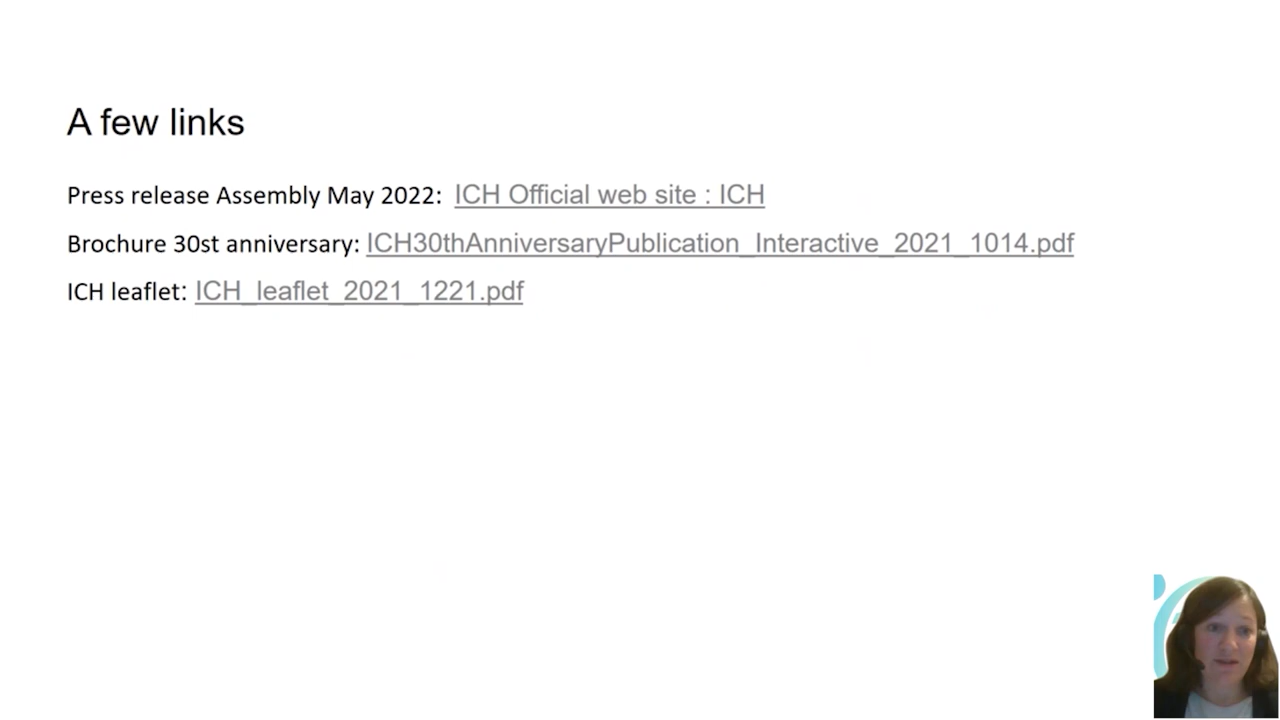 A few links
Press release Assembly May 2022: ICH Official web site : ICH
Brochure 30st anniversary: ICH30thAnniversaryPublication_Interactive_2021_1014.pdf
ICH leaflet: ICH_leaflet_2021_1221.pdf